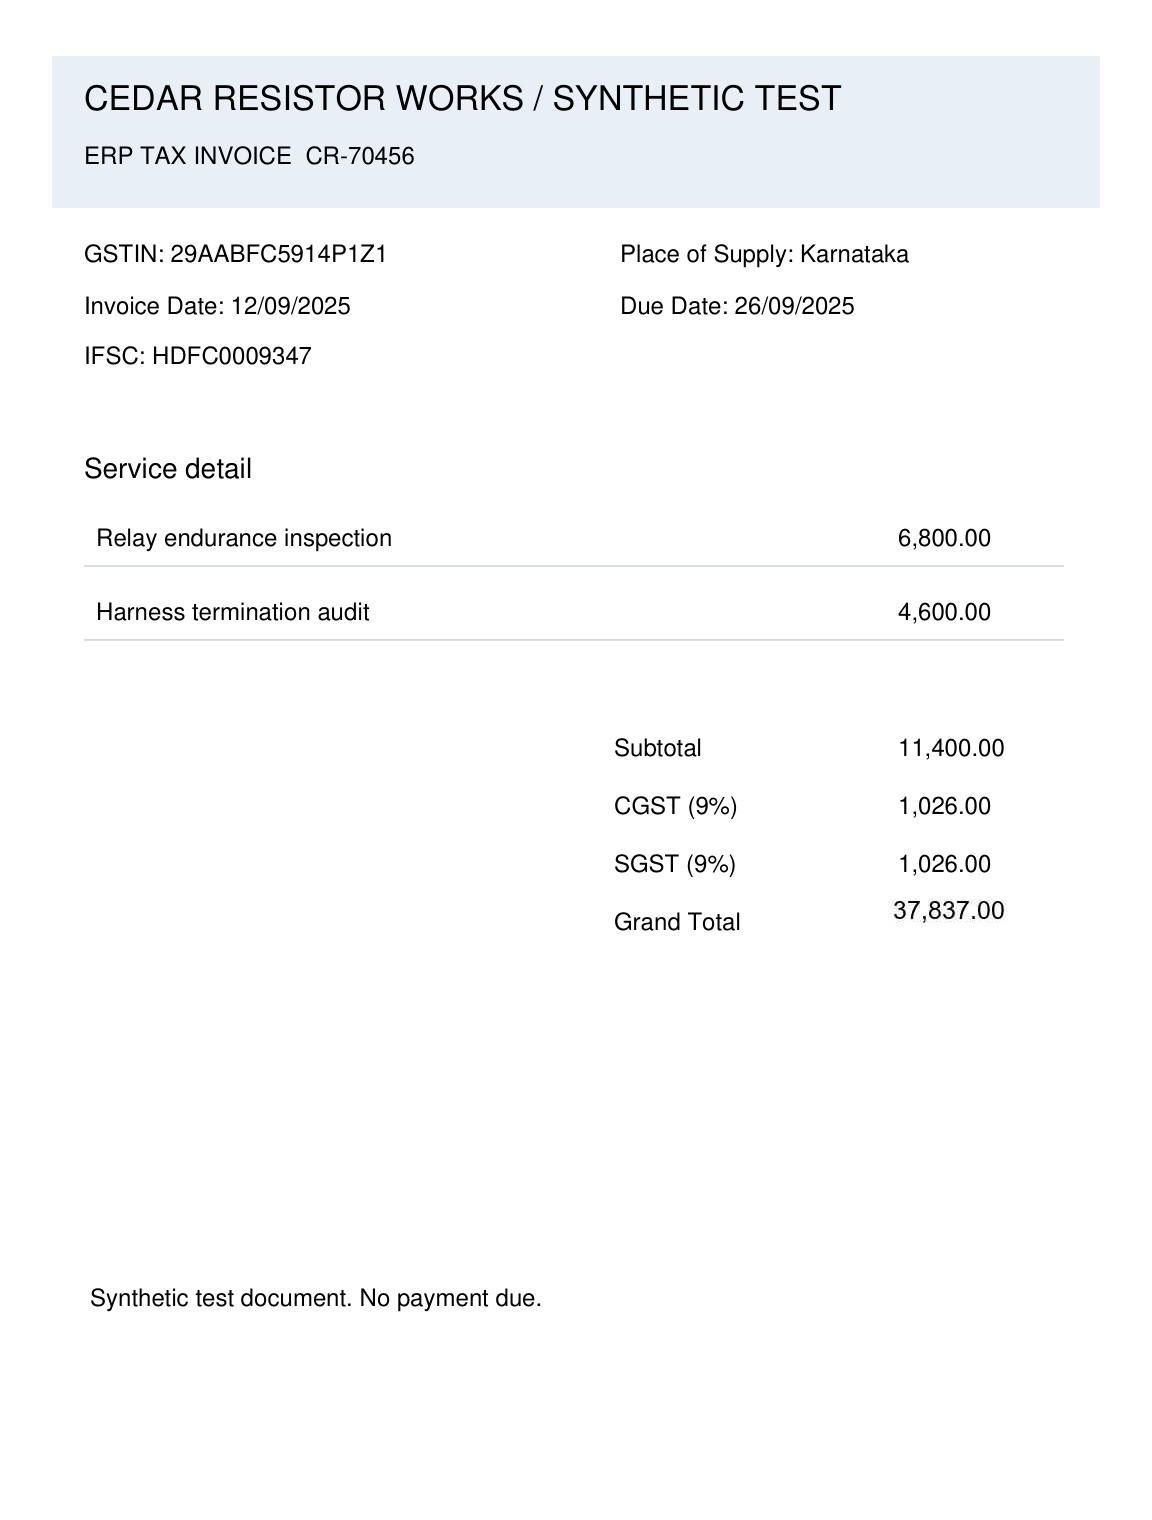 CEDAR RESISTOR WORKS / SYNTHETIC TEST
ERP TAX INVOICE CR-70456
GSTIN: 29AABFC5914P1Z1 Place of Supply: Karnataka
Invoice Date: 12/09/2025 Due Date: 26/09/2025
IFSC: HDFC0009347
Service detail
Relay endurance inspection 6,800.00
Harness termination audit 4,600.00
Subtotal 11,400.00
CGST (9%) 1,026.00
SGST (9%) 1,026.00
Grand Total 37,837.00
Synthetic test document. No payment due.